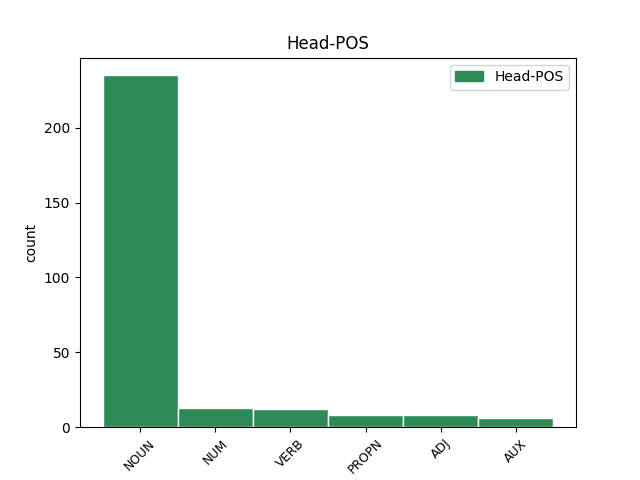 Head-POS
Head-POS
200
150
100
50
0
count
NOUN
NUM
VERB
PROPN
ADJ
AUX